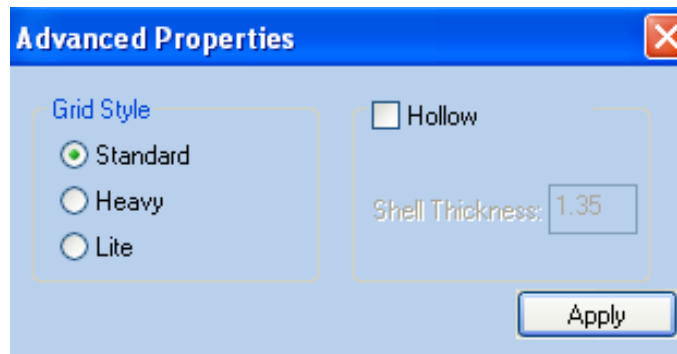 Advanced Properties
Grid Style
Standard
Heavy
Lite
Hollow
Shell Thickness: 1.35
Apply